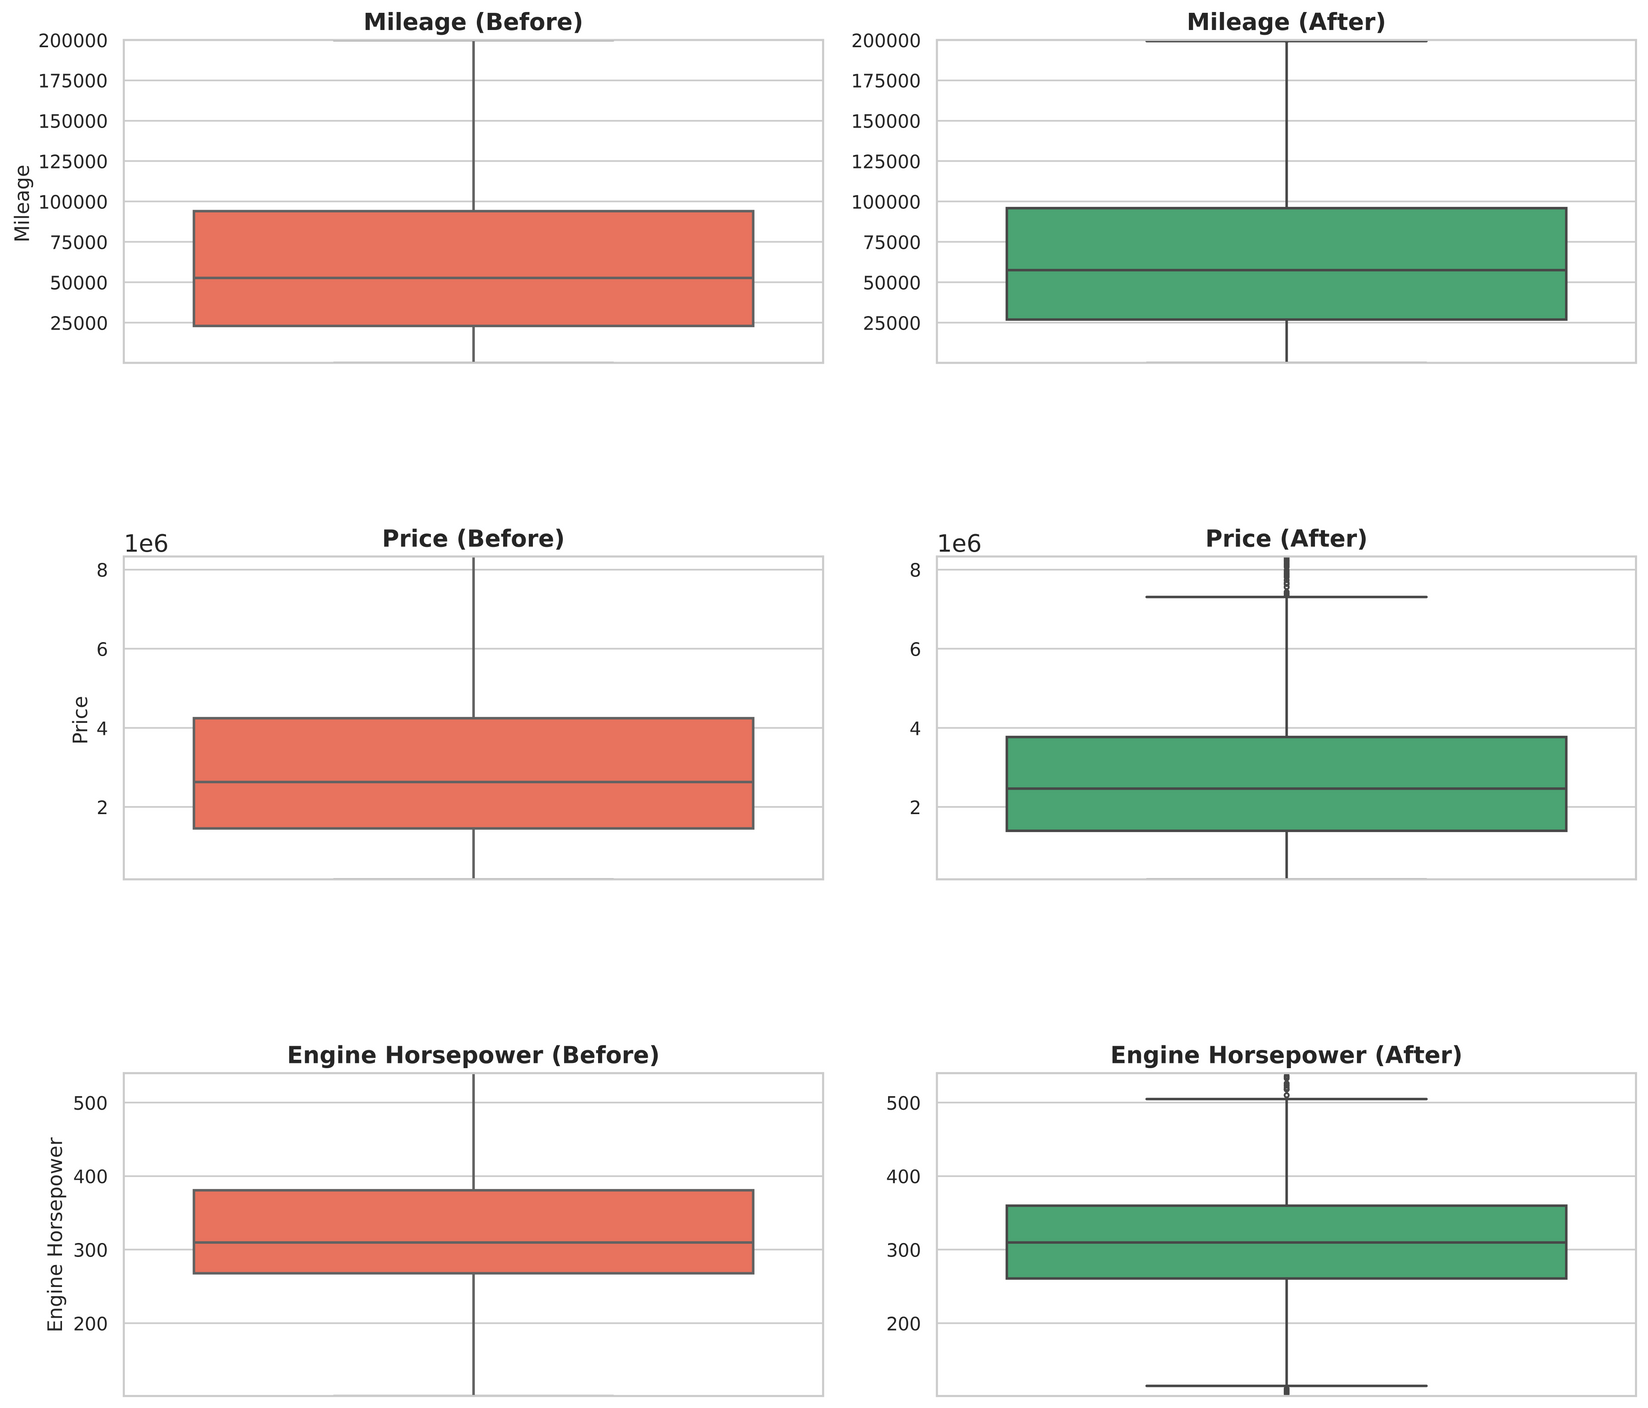 Mileage (Before)
200000
175000
150000
125000
100000
75000
50000
25000
Mileage
Mileage (After)
200000
175000
150000
125000
100000
75000
50000
25000
Price (Before)
1e6
8
6
4
2
Price
Price (After)
1e6
8
6
4
2
Engine Horsepower (Before)
500
400
300
200
Engine Horsepower
Engine Horsepower (After)
500
400
300
200